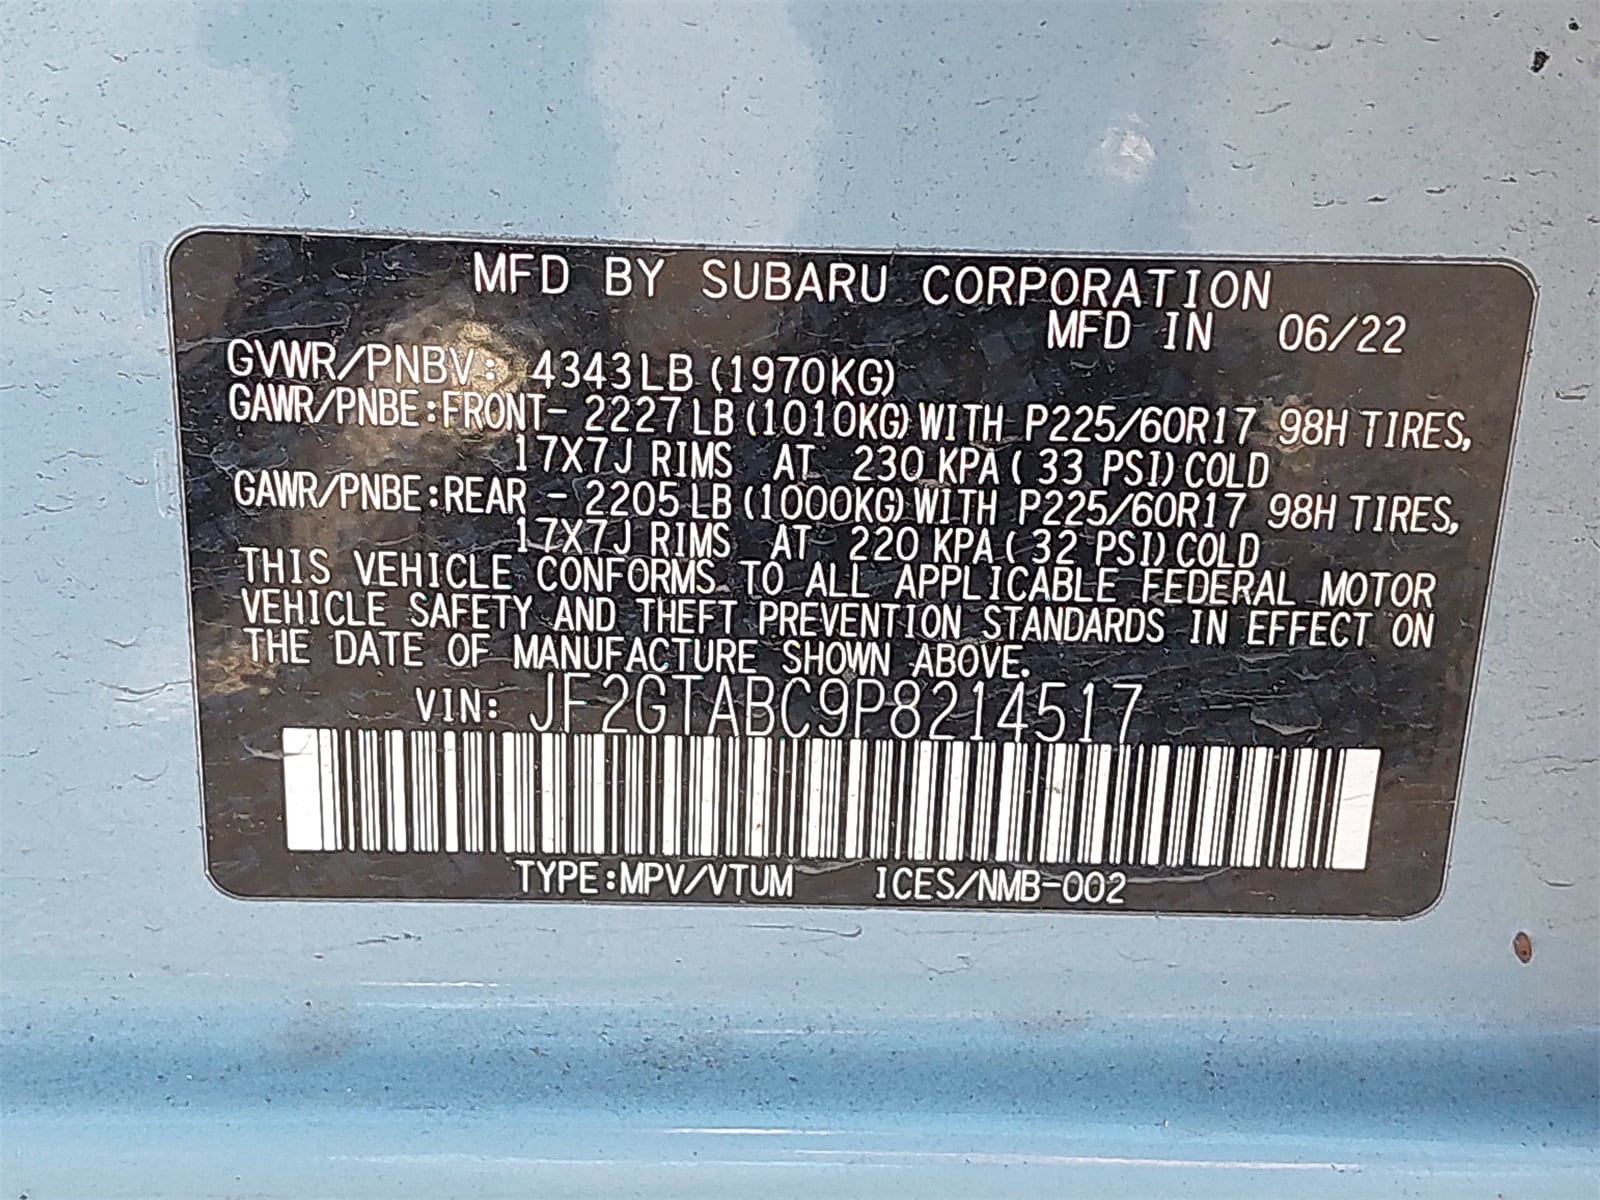 MFD BY SUBARU CORPORATION
MFD IN 06/22
GVWR/PNBV: 4343LB (1970KG)
GAWR/PNBE:FRONT- 2227LB (1010KG) WITH P225/60R17 98H TIRES,
17X7J RIMS AT 230 KPA ( 33 PSI) COLD
GAWR/PNBE:REAR - 2205LB (1000KG) WITH P225/60R17 98H TIRES,
17X7J RIMS AT 220 KPA ( 32 PSI) COLD
THIS VEHICLE CONFORMS TO ALL APPLICABLE FEDERAL MOTOR
VEHICLE SAFETY AND THEFT PREVENTION STANDARDS IN EFFECT ON
THE DATE OF MANUFACTURE SHOWN ABOVE.
VIN: JF2GTABC9P8214517
TYPE:MPV/VTUM ICES/NMB-002